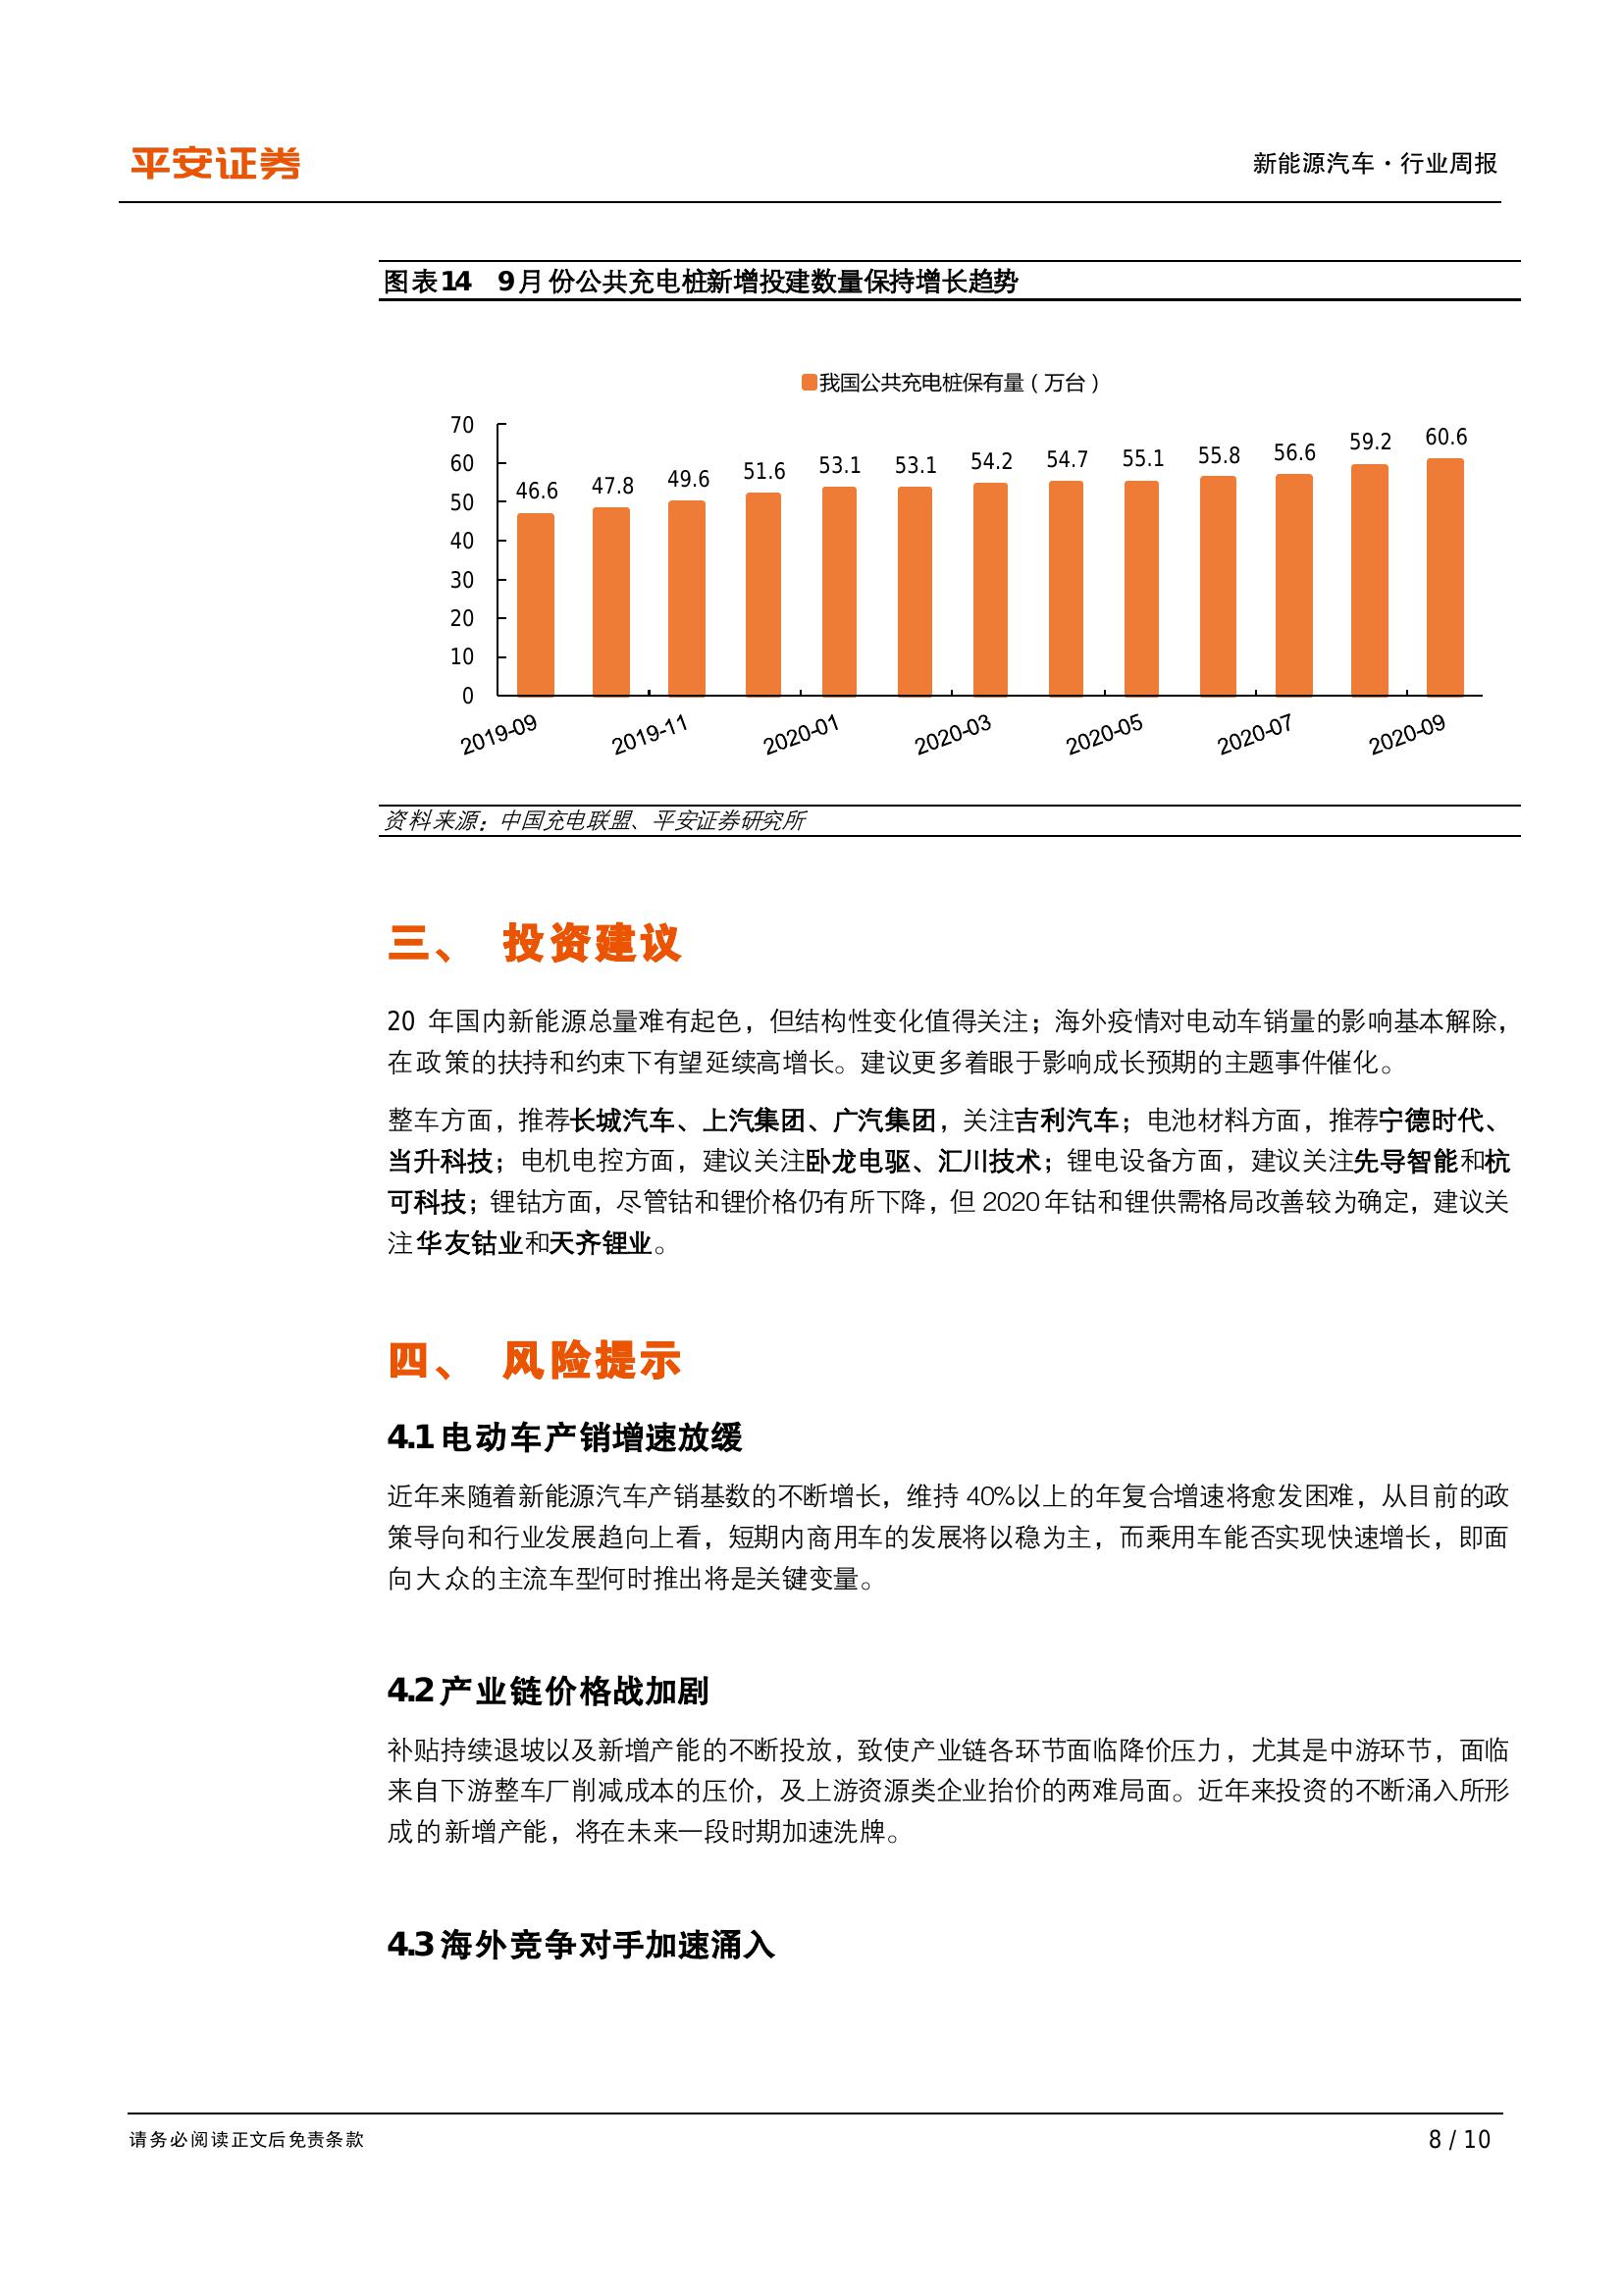 平安证券
新能源汽车·行业周报
图表14 9月份公共充电桩新增投建数量保持增长趋势
我国公共充电桩保有量（万台）
70
60
50
40
30
20
10
0
46.6 47.8 49.6 51.6 53.1 53.1 54.2 54.7 55.1 55.8 56.6 59.2 60.6
2019-09 2019-11 2020-01 2020-03 2020-05 2020-07 2020-09
资料来源：中国充电联盟、平安证券研究所
三、 投资建议
20 年国内新能源总量难有起色，但结构性变化值得关注；海外疫情对电动车销量的影响基本解除，
在政策的扶持和约束下有望延续高增长。建议更多着眼于影响成长预期的主题事件催化。
整车方面，推荐长城汽车、上汽集团、广汽集团，关注吉利汽车；电池材料方面，推荐宁德时代、
当升科技；电机电控方面，建议关注卧龙电驱、汇川技术；锂电设备方面，建议关注先导智能和杭
可科技；锂钴方面，尽管钴和锂价格仍有所下降，但 2020 年钴和锂供需格局改善较为确定，建议关
注华友钴业和天齐锂业。
四、 风险提示
4.1 电动车产销增速放缓
近年来随着新能源汽车产销基数的不断增长，维持 40%以上的年复合增速将愈发困难，从目前的政
策导向和行业发展趋向上看，短期内商用车的发展将以稳为主，而乘用车能否实现快速增长，即面
向大众的主流车型何时推出将是关键变量。
4.2 产业链价格战加剧
补贴持续退坡以及新增产能的不断投放，致使产业链各环节面临降价压力，尤其是中游环节，面临
来自下游整车厂削减成本的压价，及上游资源类企业抬价的两难局面。近年来投资的不断涌入所形
成的新增产能，将在未来一段时期加速洗牌。
4.3 海外竞争对手加速涌入
请务必阅读正文后免责条款
8 / 10